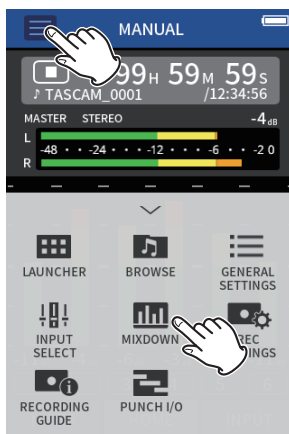 MANUAL
99H 59M 59S
♪ TASCAM_0001 /12:34:56
MASTER STEREO -4dB
L
-48 · · -24 · · · -12 · · · -6 · · -2 0
R
LAUNCHER BROWSE GENERAL
SETTINGS
INPUT
SELECT
MIXDOWN
REC
RECORDING
GUIDE
PUNCH I/O